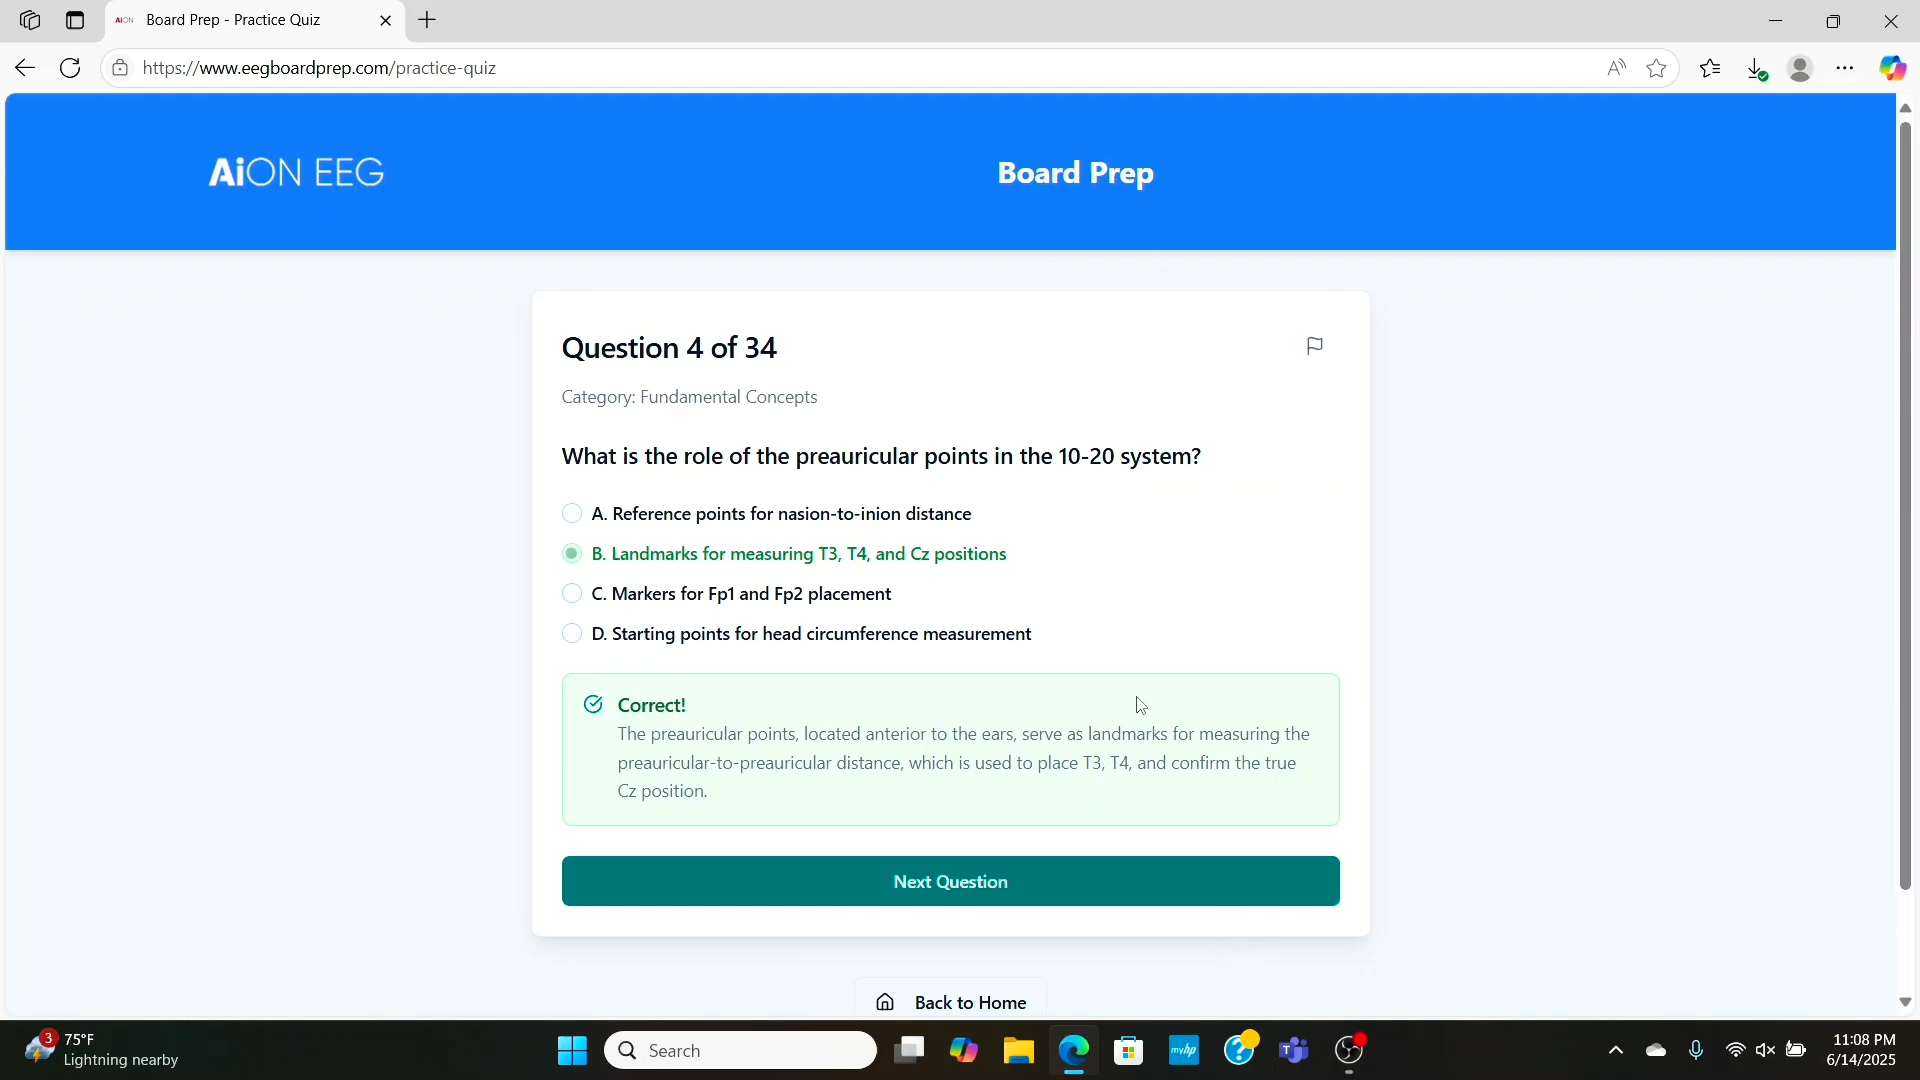 AiON Board Prep - Practice Quiz
https://www.eegboardprep.com/practice-quiz
AiON EEG
Board Prep
Question 4 of 34
Category: Fundamental Concepts
What is the role of the preauricular points in the 10-20 system?
A. Reference points for nasion-to-inion distance
B. Landmarks for measuring T3, T4, and Cz positions
C. Markers for Fp1 and Fp2 placement
D. Starting points for head circumference measurement
Correct!
The preauricular points, located anterior to the ears, serve as landmarks for measuring the
preauricular-to-preauricular distance, which is used to place T3, T4, and confirm the true
Cz position.
Next Question
Back to Home
3
75°F
Lightning nearby
Search
myhp
11:08 PM
6/14/2025